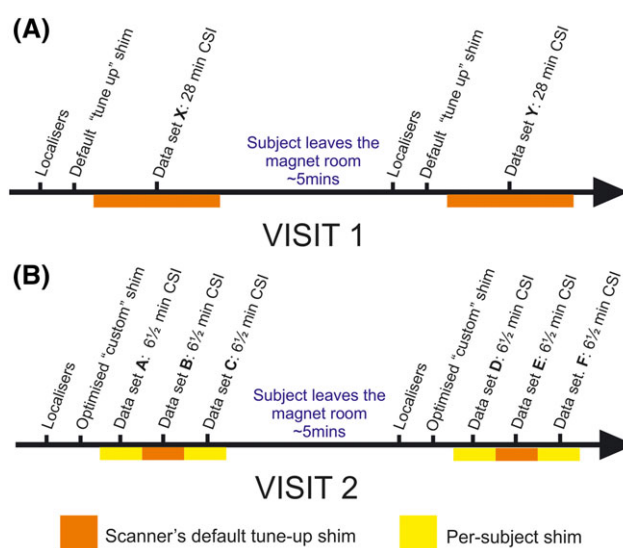 (A)
Localisers
Default "tune up" shim
Data set X: 28 min CSI
Subject leaves the
magnet room
~5mins
Localisers
Default "tune up" shim
Data set Y: 28 min CSI
VISIT 1
(B)
Localisers
Optimised "custom" shim
Data set A: 6½ min CSI
Data set B: 6½ min CSI
Data set C: 6½ min CSI
Subject leaves the
magnet room
~5mins
Localisers
Optimised "custom" shim
Data set D: 6½ min CSI
Data set E: 6½ min CSI
Data set. F: 6½ min CSI
VISIT 2
Scanner's default tune-up shim
Per-subject shim